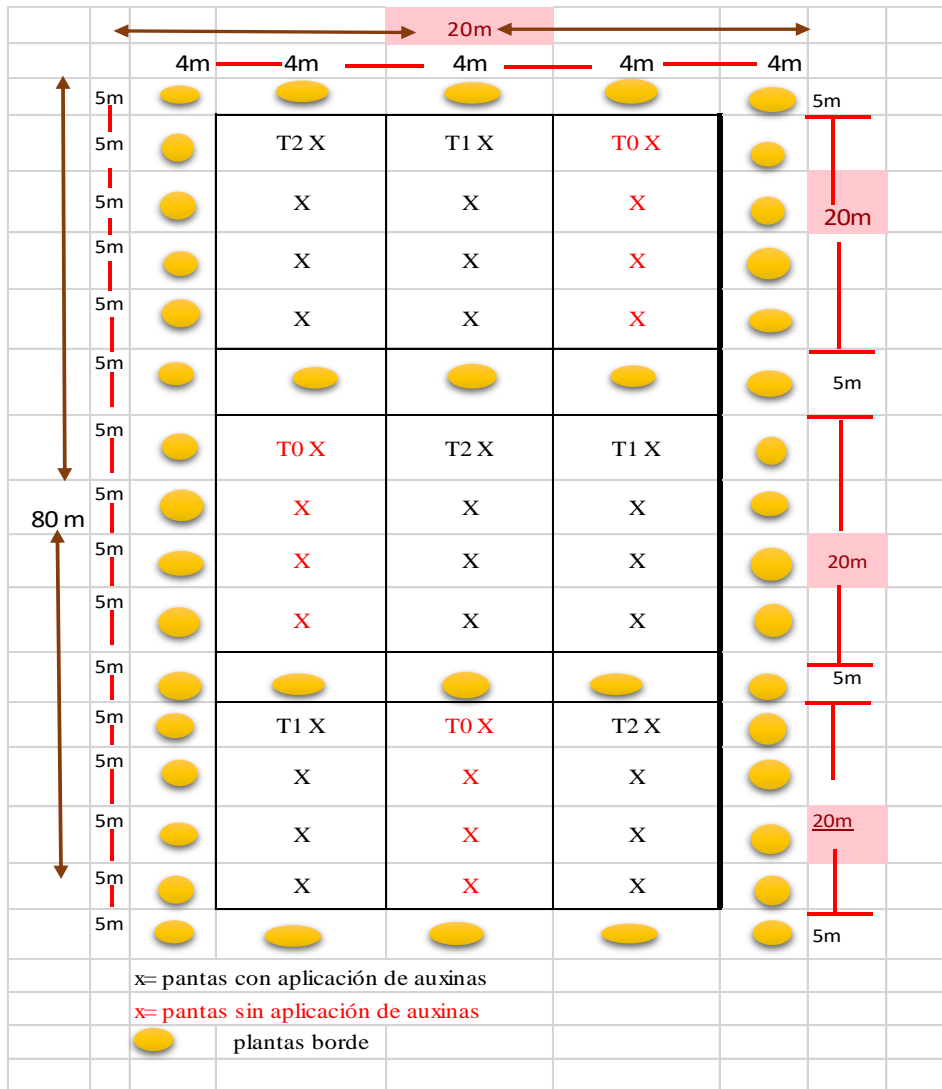 20m
4m 4m 4m 4m 4m
5m 5m
5m T2 X T1 X T0 X
5m X X X 20m
5m X X X
5m X X X
5m 5m
5m T0 X T2 X T1 X
5m X X X
80 m
5m X X X 20m
5m X X X
5m 5m
5m T1 X T0 X T2 X
5m X X X
5m X X X 20m
5m X X X
5m 5m
x= pantas con aplicación de auxinas
x= pantas sin aplicación de auxinas
plantas borde